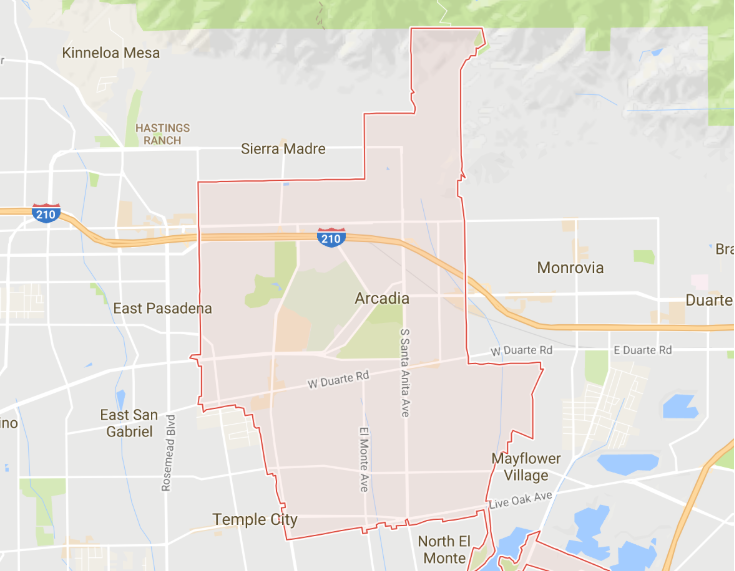 Kinneloa Mesa
HASTINGS
RANCH
Sierra Madre
210
210
Monrovia
Bra
Arcadia
Duarte
East Pasadena
S Santa Anita Ave
W Duarte Rd
E Duarte Rd
W Duarte Rd
ino
East San
Gabriel
Rosemead Blvd
El Monte Ave
Mayflower
Village
Live Oak Ave
Temple City
North El
Monte